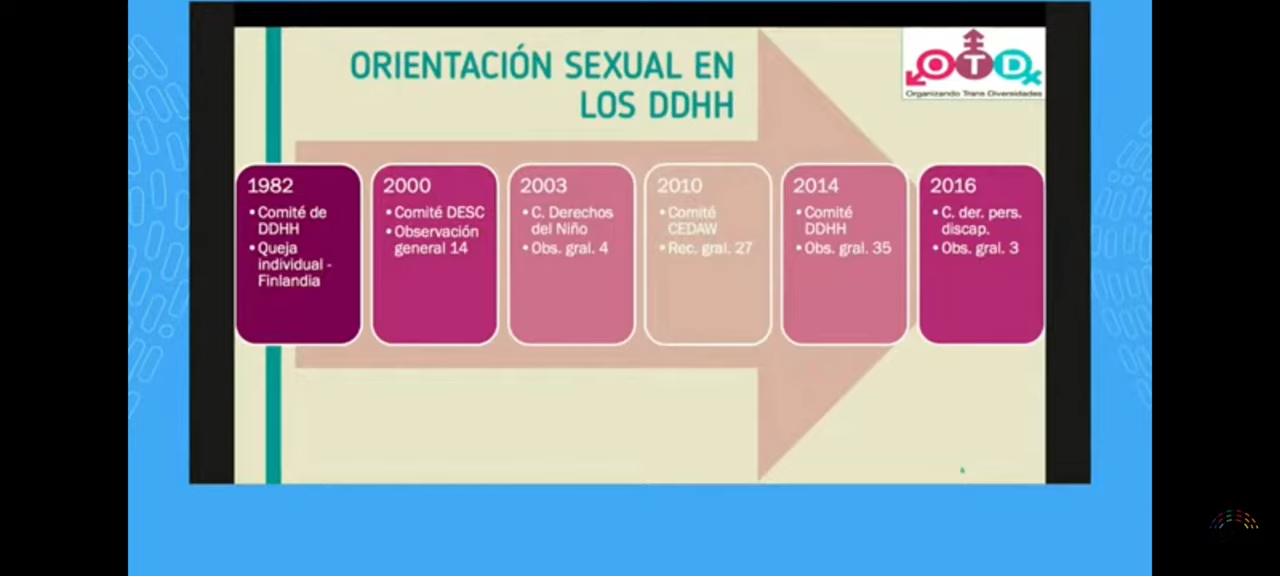 ORIENTACIÓN SEXUAL EN
LOS DDHH
OTD
Organizando Trans Diversidades
1982
• Comité de
DDHH
• Queja
individual -
Finlandia
2000
• Comité DESC
• Observación
general 14
2003
• C. Derechos
del Niño
• Obs. gral. 4
2010
• Comité
CEDAW
• Rec. gral. 27
2014
• Comité
DDHH
• Obs. gral. 35
2016
• C. der. pers.
discap.
• Obs. gral. 3